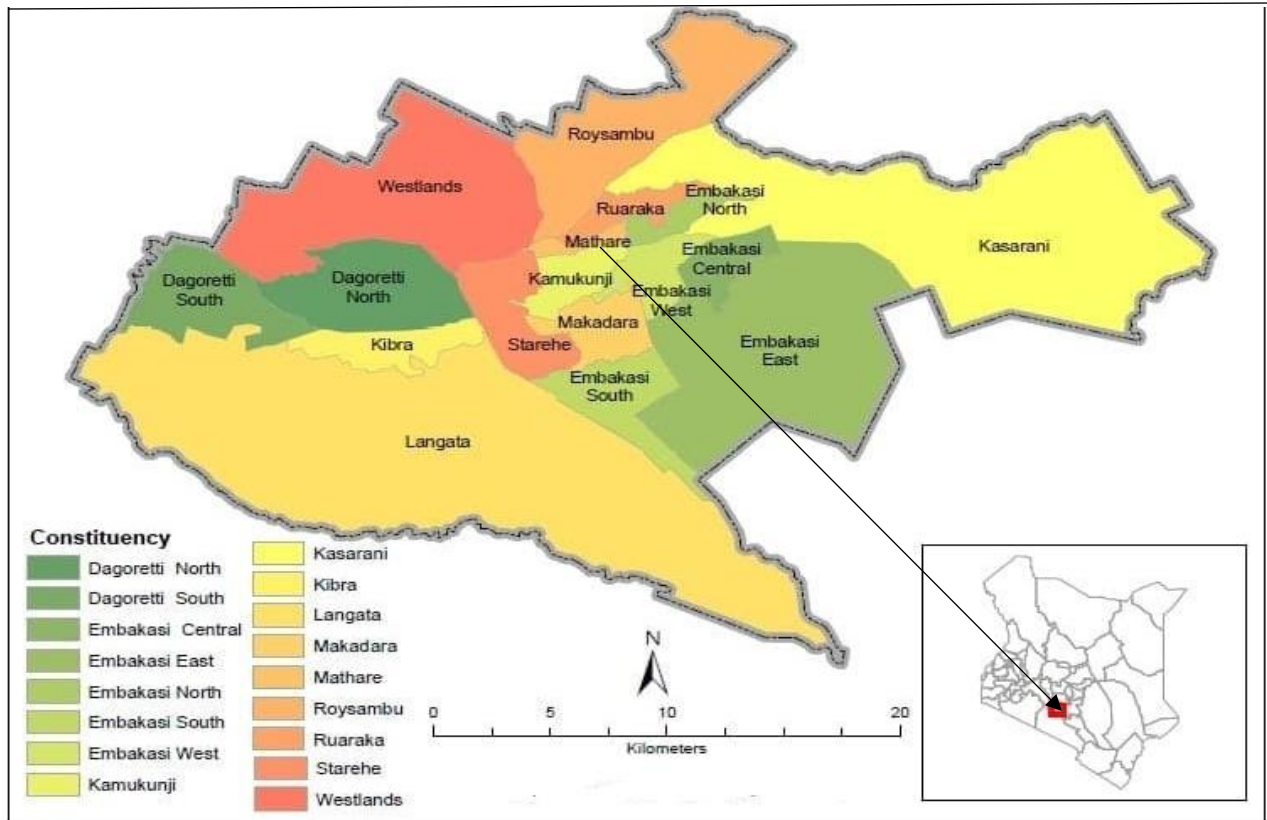 Roysambu
Westlands
Embakasi
North
Ruaraka
Mathare
Kasarani
Embakasi
Central
Dagoretti
South
Dagoretti
North
Kamukunji
Embakasi
West
Makadara
Kibra
Starehe
Embakasi
East
Embakasi
South
Langata
Constituency
Dagoretti North
Dagoretti South
Embakasi Central
Embakasi East
Embakasi North
Embakasi South
Embakasi West
Kamukunji
Kasarani
Kibra
Langata
Makadara
Mathare
Roysambu
Ruaraka
Starehe
Westlands
N
0 5 10 20
Kilometers